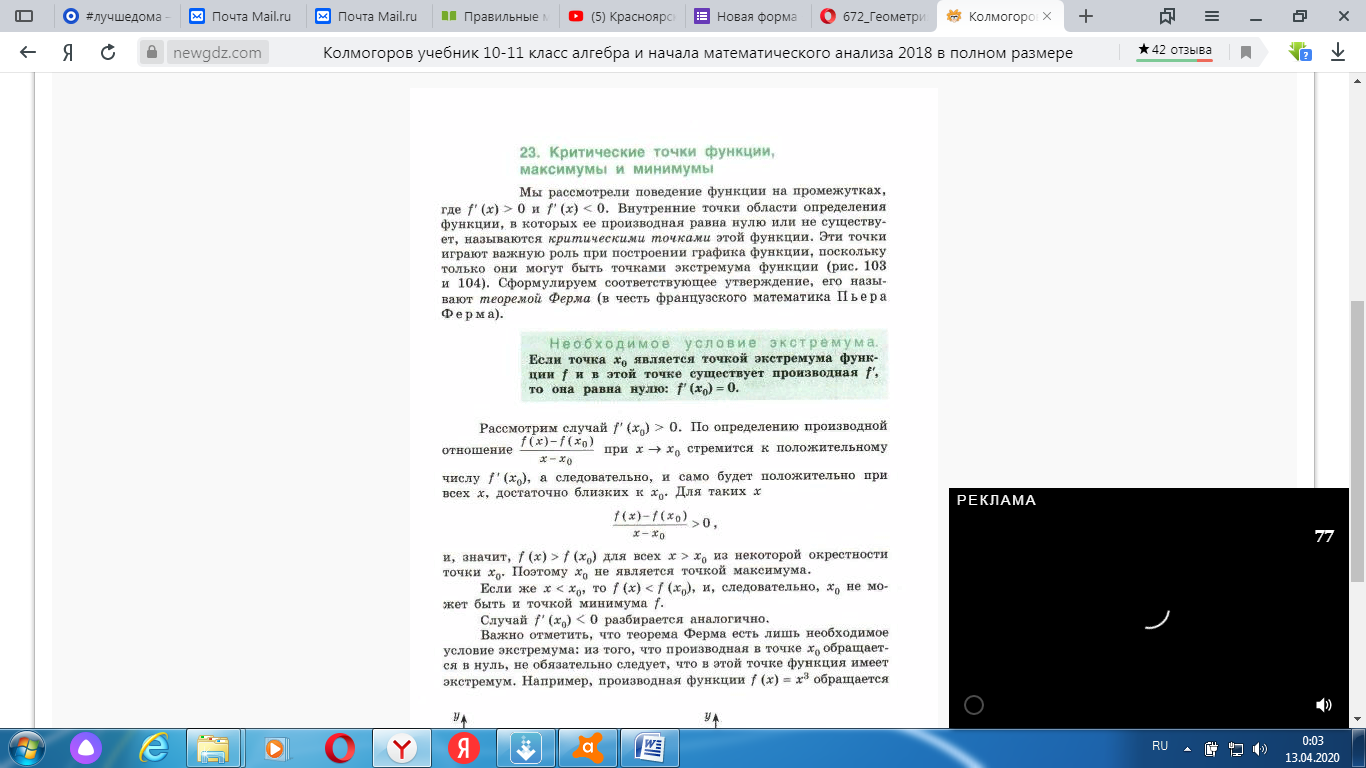 #лучшедома –
Почта Mail.ru
Почта Mail.ru
Правильные м
(5) Красноярск
Новая форма
672_Геометри
Колмогоров
newgdz.com
Колмогоров учебник 10-11 класс алгебра и начала математического анализа 2018 в полном размере
★42 отзыва
23. Критические точки функции,
максимумы и минимумы
Мы рассмотрели поведение функции на промежутках,
где f′ (x) > 0 и f′ (x) < 0. Внутренние точки области определения
функции, в которых ее производная равна нулю или не существу-
ет, называются критическими точками этой функции. Эти точки
играют важную роль при построении графика функции, поскольку
только они могут быть точками экстремума функции (рис. 103
и 104). Сформулируем соответствующее утверждение, его назы-
вают теоремой Ферма (в честь французского математика Пьера
Ферма).
Необходимое условие экстремума.
Если точка x₀ является точкой экстремума функ-
ции f и в этой точке существует производная f′,
то она равна нулю: f′ (x₀) = 0.
Рассмотрим случай f′ (x₀) > 0. По определению производной
отношение (f (x) – f (x₀))/(x – x₀) при x → x₀ стремится к положительному
числу f′ (x₀), а следовательно, и само будет положительно при
всех x, достаточно близких к x₀. Для таких x
(f (x) – f (x₀))/(x – x₀) > 0,
и, значит, f (x) > f (x₀) для всех x > x₀ из некоторой окрестности
точки x₀. Поэтому x₀ не является точкой максимума.
Если же x < x₀, то f (x) < f (x₀), и, следовательно, x₀ не мо-
жет быть и точкой минимума f.
Случай f′ (x₀) < 0 разбирается аналогично.
Важно отметить, что теорема Ферма есть лишь необходимое
условие экстремума: из того, что производная в точке x₀ обращает-
ся в нуль, не обязательно следует, что в этой точке функция имеет
экстремум. Например, производная функции f (x) = x³ обращается
y
y
РЕКЛАМА
77
RU
0:03
13.04.2020